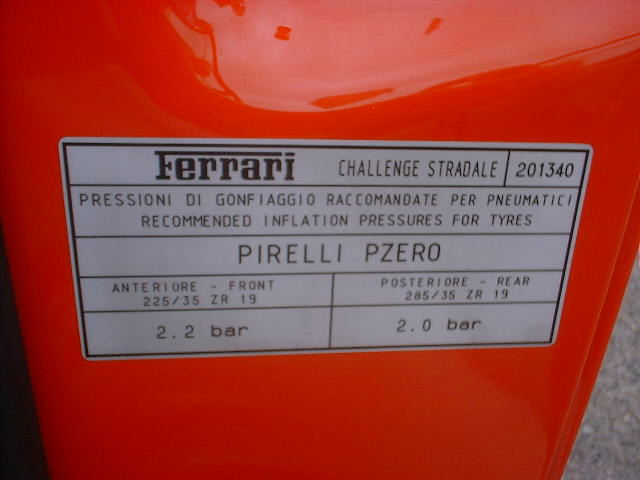 Ferrari CHALLENGE STRADALE 201340
PRESSIONI DI GONFIAGGIO RACCOMANDATE PER PNEUMATICI
RECOMMENDED INFLATION PRESSURES FOR TYRES
PIRELLI PZERO
ANTERIORE - FRONT
225/35 ZR 19
2.2 bar
POSTERIORE - REAR
285/35 ZR 19
2.0 bar